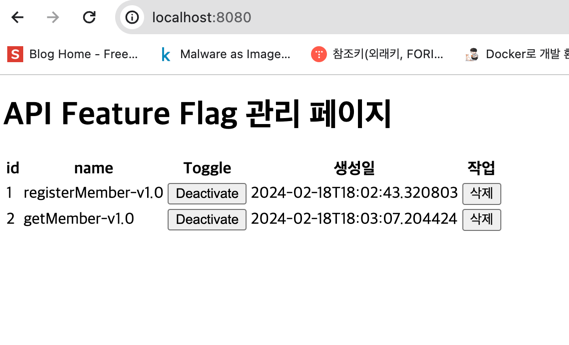 localhost:8080
Blog Home - Free... Malware as Image... 참조키(외래키, FORI... Docker로 개발 환
API Feature Flag 관리 페이지
id name Toggle 생성일 작업
1 registerMember-v1.0 Deactivate 2024-02-18T18:02:43.320803 삭제
2 getMember-v1.0 Deactivate 2024-02-18T18:03:07.204424 삭제